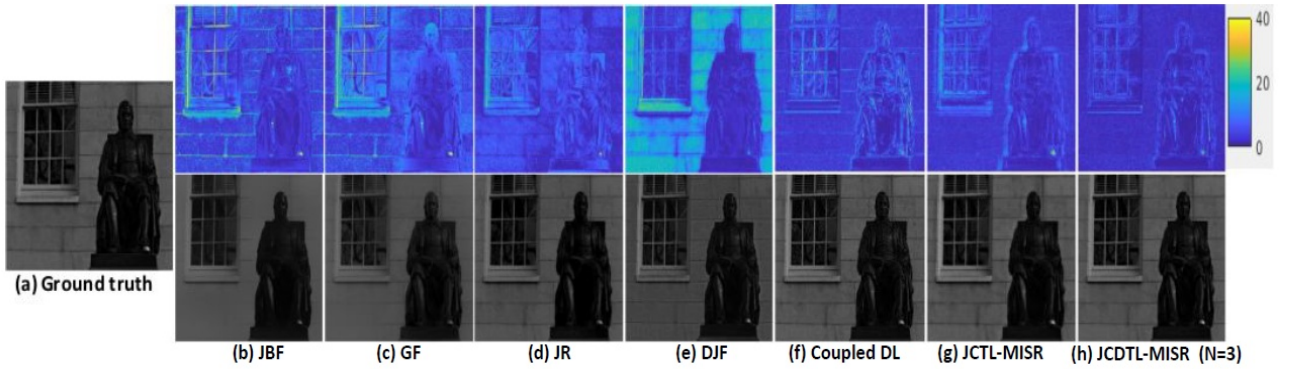 40
20
0
(a) Ground truth
(b) JBF
(c) GF
(d) JR
(e) DJF
(f) Coupled DL
(g) JCTL-MISR
(h) JCDTL-MISR (N=3)